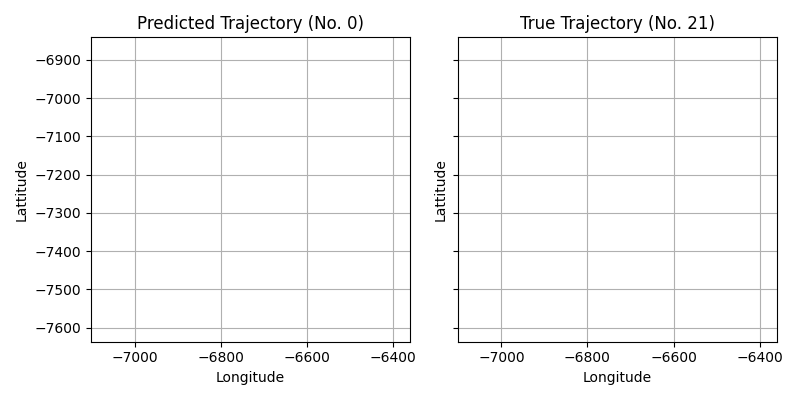 Predicted Trajectory (No. 0)
True Trajectory (No. 21)
Lattitude
−6900
−7000
−7100
−7200
−7300
−7400
−7500
−7600
−7000 −6800 −6600 −6400
Longitude
Lattitude
−7000 −6800 −6600 −6400
Longitude